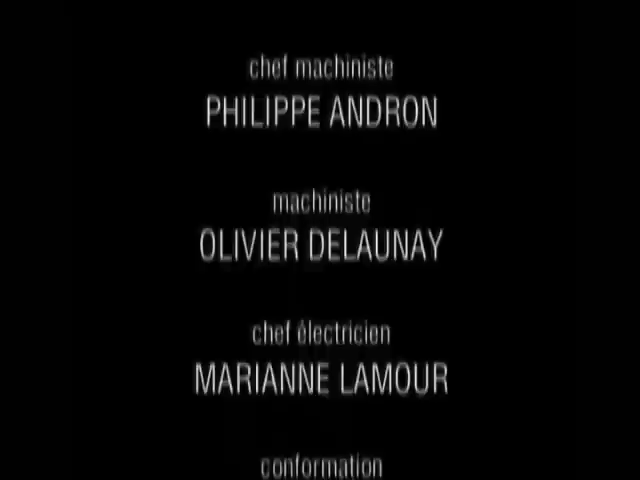 chef machiniste
PHILIPPE ANDRON
machiniste
OLIVIER DELAUNAY
chef électricien
MARIANNE LAMOUR
conformation